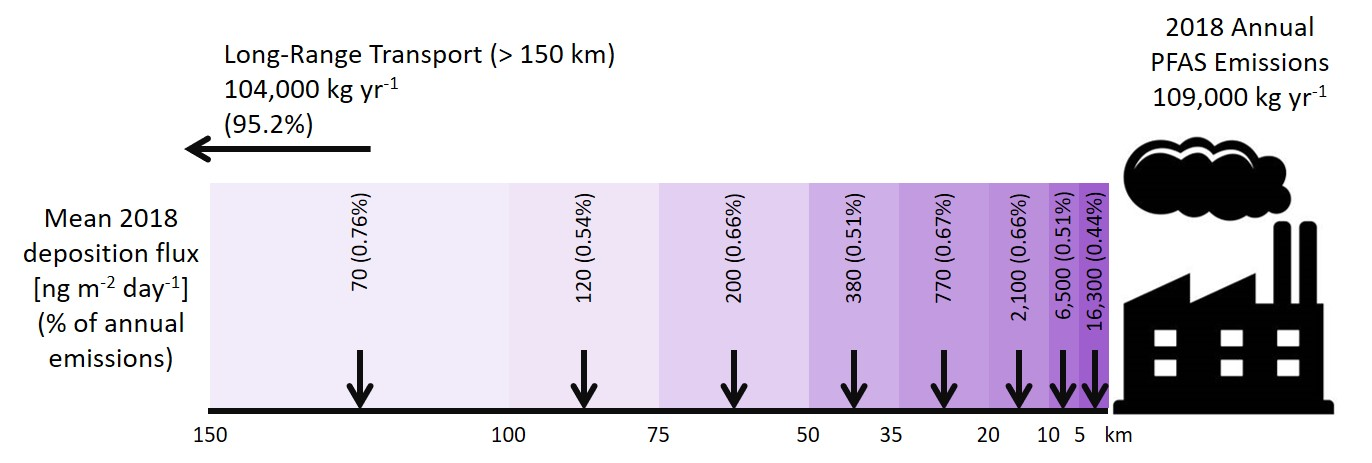 2018 Annual
PFAS Emissions
109,000 kg yr-1
Long-Range Transport (> 150 km)
104,000 kg yr-1
(95.2%)
Mean 2018
deposition flux
[ng m-2 day-1]
(% of annual
emissions)
70 (0.76%)
120 (0.54%)
200 (0.66%)
380 (0.51%)
770 (0.67%)
2,100 (0.66%)
6,500 (0.51%)
16,300 (0.44%)
150 100 75 50 35 20 10 5 km